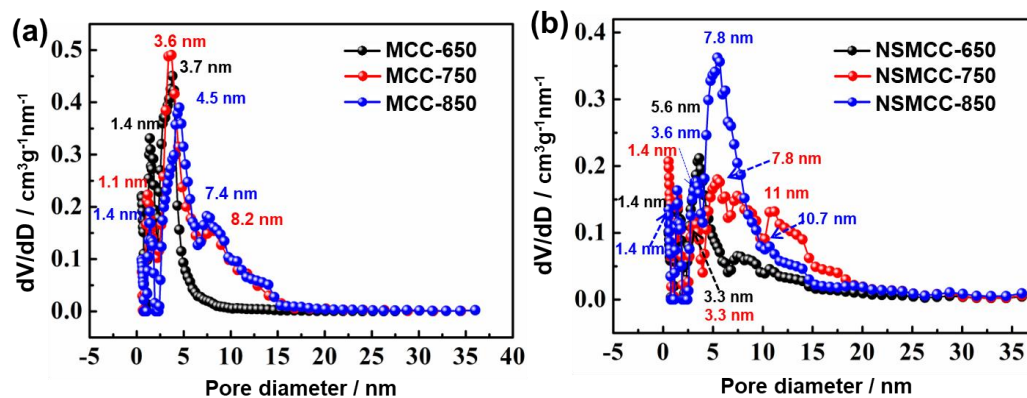 (a)
dV/dD / cm³g⁻¹nm⁻¹
0.5
0.4
0.3
0.2
0.1
0.0
3.6 nm
3.7 nm
4.5 nm
1.4 nm
1.1 nm
1.4 nm
7.4 nm
8.2 nm
MCC-650
MCC-750
MCC-850
-5 0 5 10 15 20 25 30 35 40
Pore diameter / nm
(b)
dV/dD / cm³g⁻¹nm⁻¹
0.4
0.3
0.2
0.1
0.0
7.8 nm
5.6 nm
3.6 nm
1.4 nm
1.4 nm
1.4 nm
7.8 nm
11 nm
10.7 nm
3.3 nm
3.3 nm
NSMCC-650
NSMCC-750
NSMCC-850
-5 0 5 10 15 20 25 30 35
Pore diameter / nm